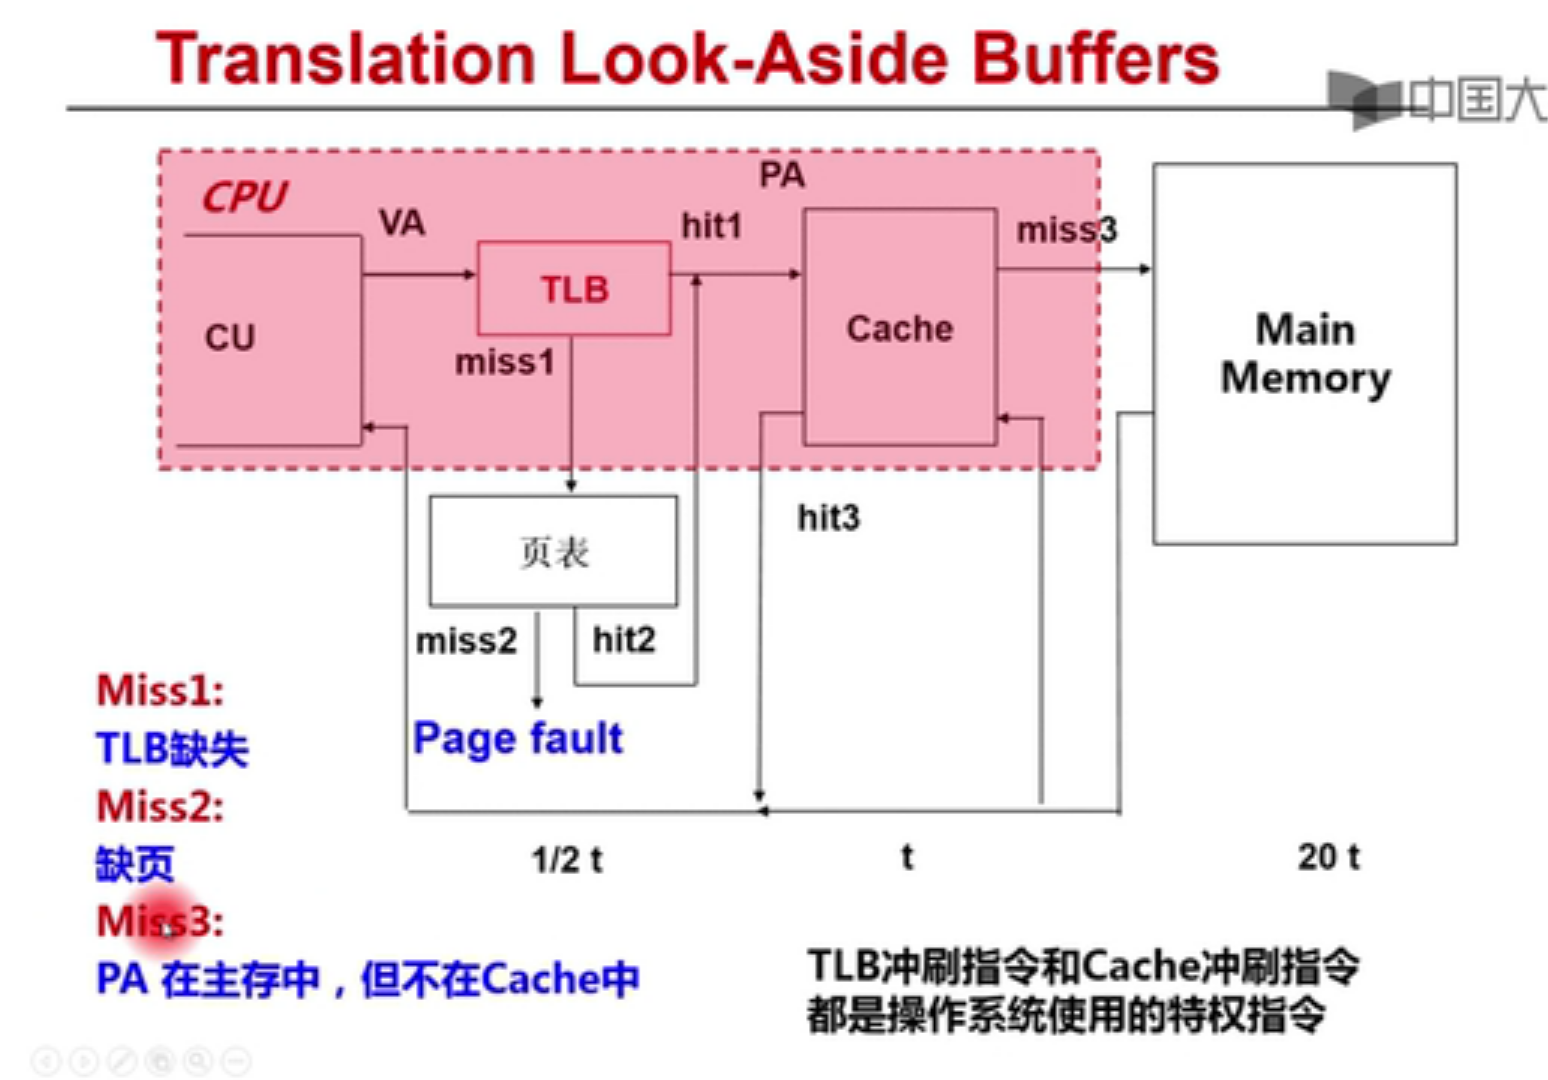 Translation Look-Aside Buffers
中国大
CPU
VA
PA
hit1
miss3
TLB
CU
miss1
Cache
Main
Memory
页表
hit3
miss2
hit2
Page fault
Miss1:
TLB缺失
Miss2:
缺页
Miss3:
PA 在主存中，但不在Cache中
1/2 t
t
20 t
TLB冲刷指令和Cache冲刷指令
都是操作系统使用的特权指令